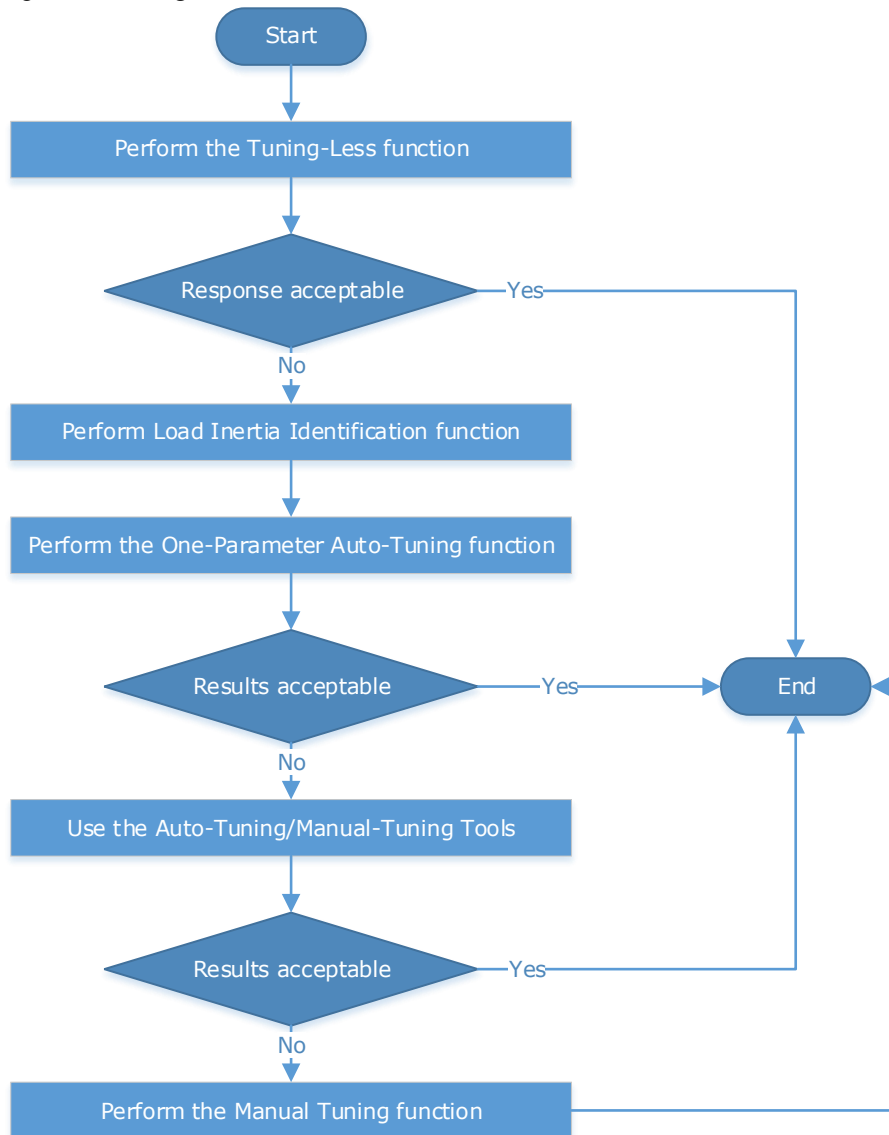 Start
Perform the Tuning-Less function
Response acceptable
Yes
No
Perform Load Inertia Identification function
Perform the One-Parameter Auto-Tuning function
Results acceptable
Yes
End
No
Use the Auto-Tuning/Manual-Tuning Tools
Results acceptable
Yes
No
Perform the Manual Tuning function